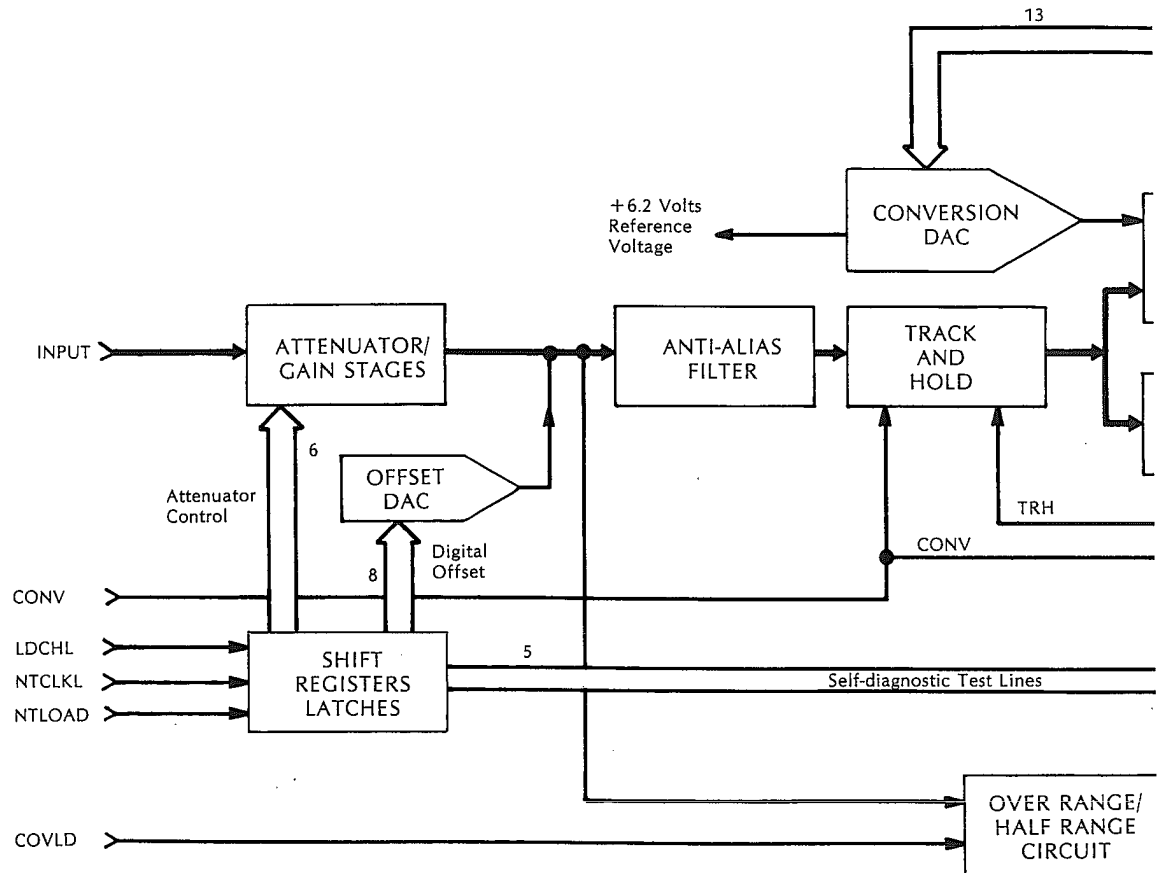 13
CONVERSION
DAC
+6.2 Volts
Reference
Voltage
INPUT
ATTENUATOR/
GAIN STAGES
ANTI-ALIAS
FILTER
TRACK
AND
HOLD
6
Attenuator
Control
OFFSET
DAC
8
Digital
Offset
TRH
CONV
CONV
LDCHL
NTCLKL
NTLOAD
SHIFT
REGISTERS
LATCHES
5
Self-diagnostic Test Lines
COVLD
OVER RANGE/
HALF RANGE
CIRCUIT